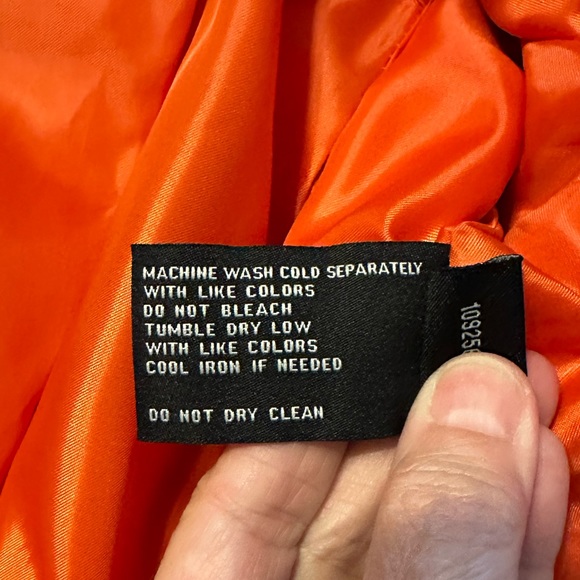 MACHINE WASH COLD SEPARATELY
WITH LIKE COLORS
DO NOT BLEACH
TUMBLE DRY LOW
WITH LIKE COLORS
COOL IRON IF NEEDED
DO NOT DRY CLEAN